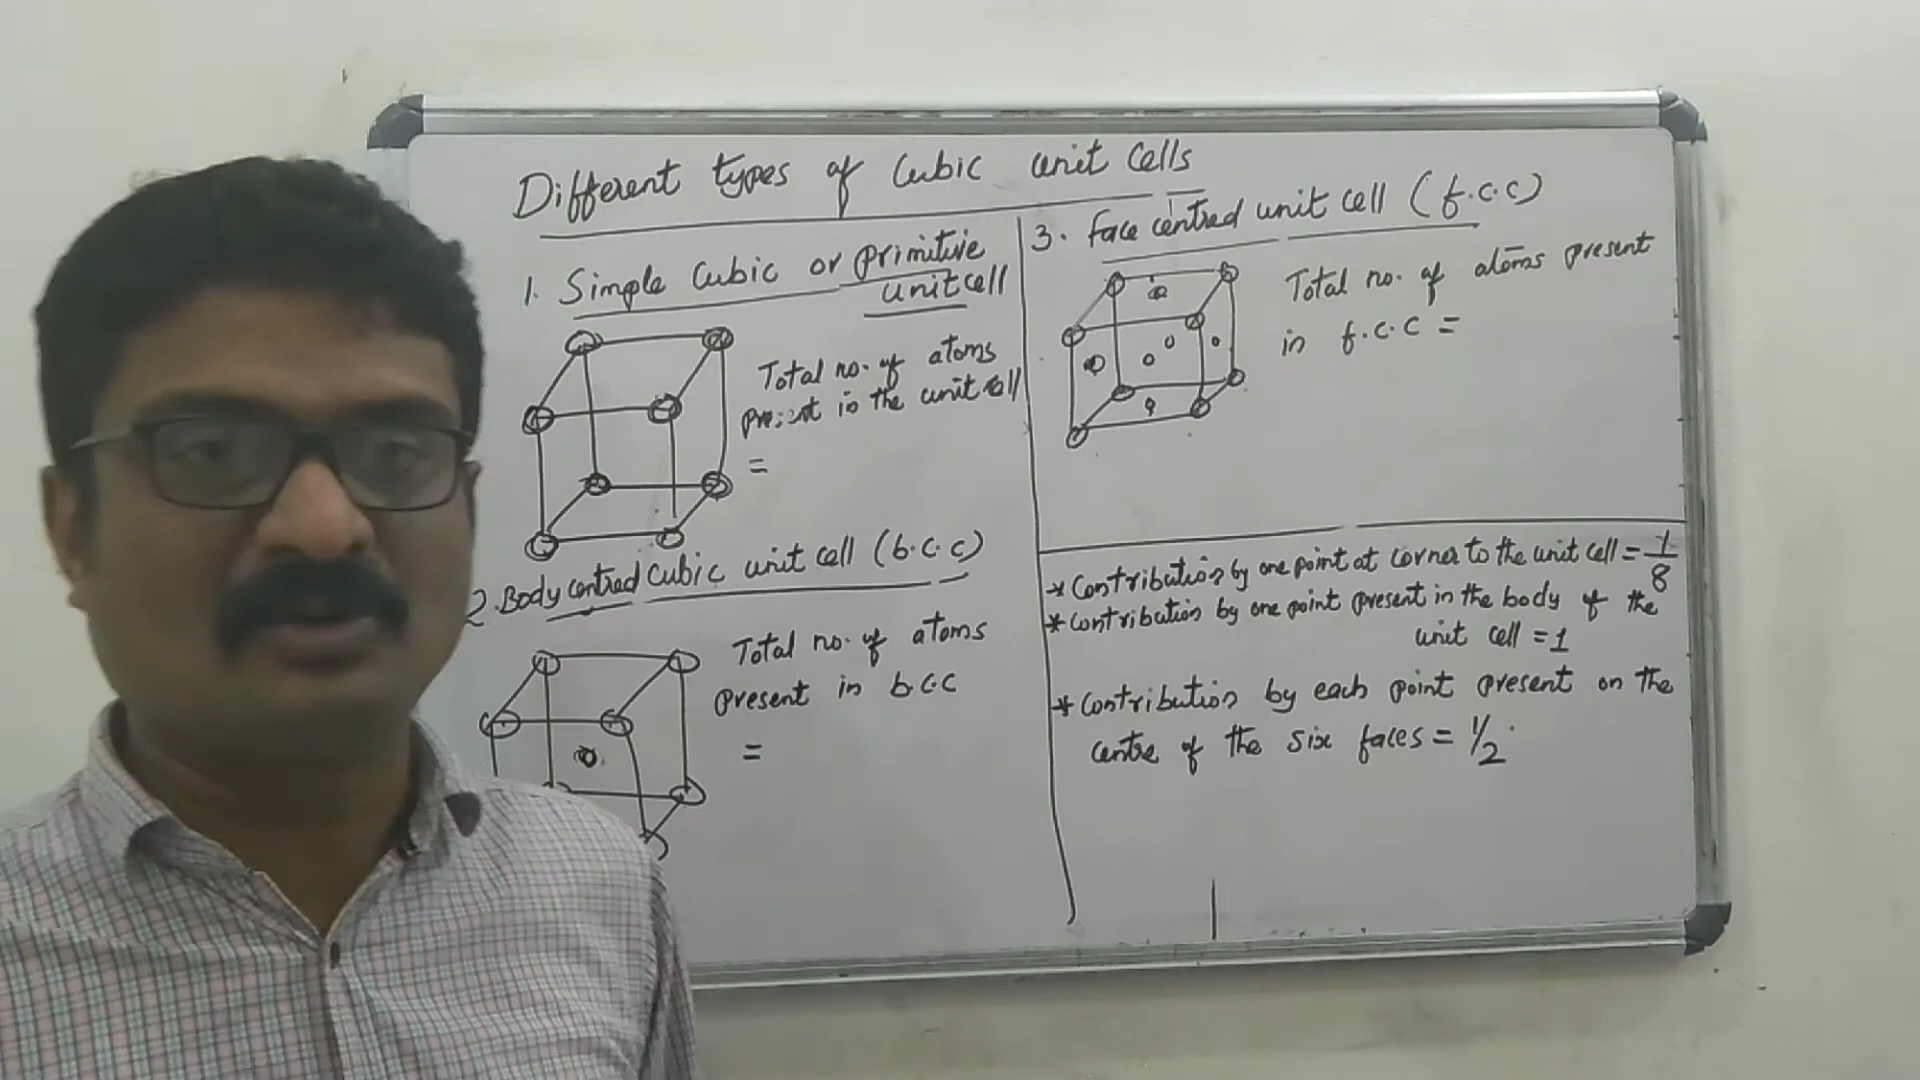 Different types of Cubic unit cells
1. Simple Cubic or primitive
unit cell
Total no. of atoms
present in the unit cell
=
2. Body centred Cubic unit cell (b.c.c)
Total no. of atoms
present in b.c.c
=
3. Face centred unit cell (f.c.c)
Total no. of atoms present
in f.c.c =
* Contribution by one point at corner to the unit cell = 1/8
* Contribution by one point present in the body of the
unit cell = 1
* Contribution by each point present on the
centre of the six faces = 1/2.